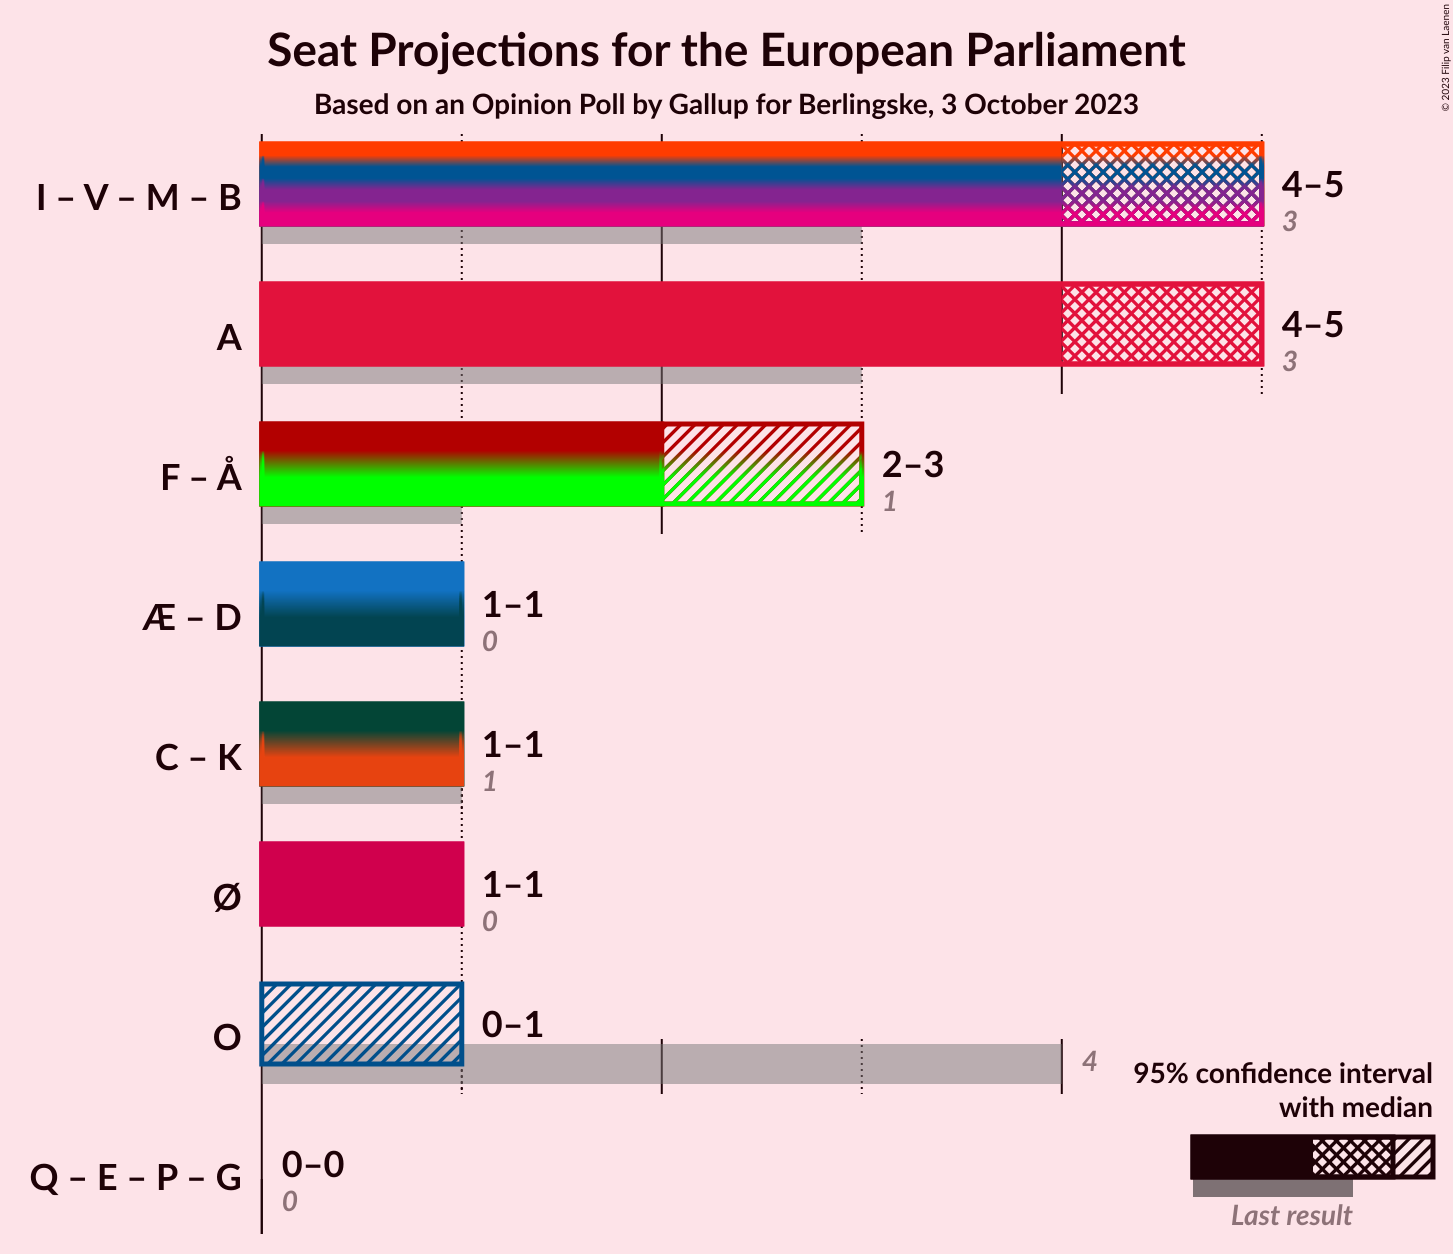 Seat Projections for the European Parliament
Based on an Opinion Poll by Gallup for Berlingske, 3 October 2023
© 2023 Filip van Laenen
I – V – M – B
4–5
3
A
4–5
3
F – Å
2–3
1
Æ – D
1–1
0
C – K
1–1
1
Ø
1–1
0
O
0–1
4
Q – E – P – G
0–0
0
95% confidence interval
with median
Last result